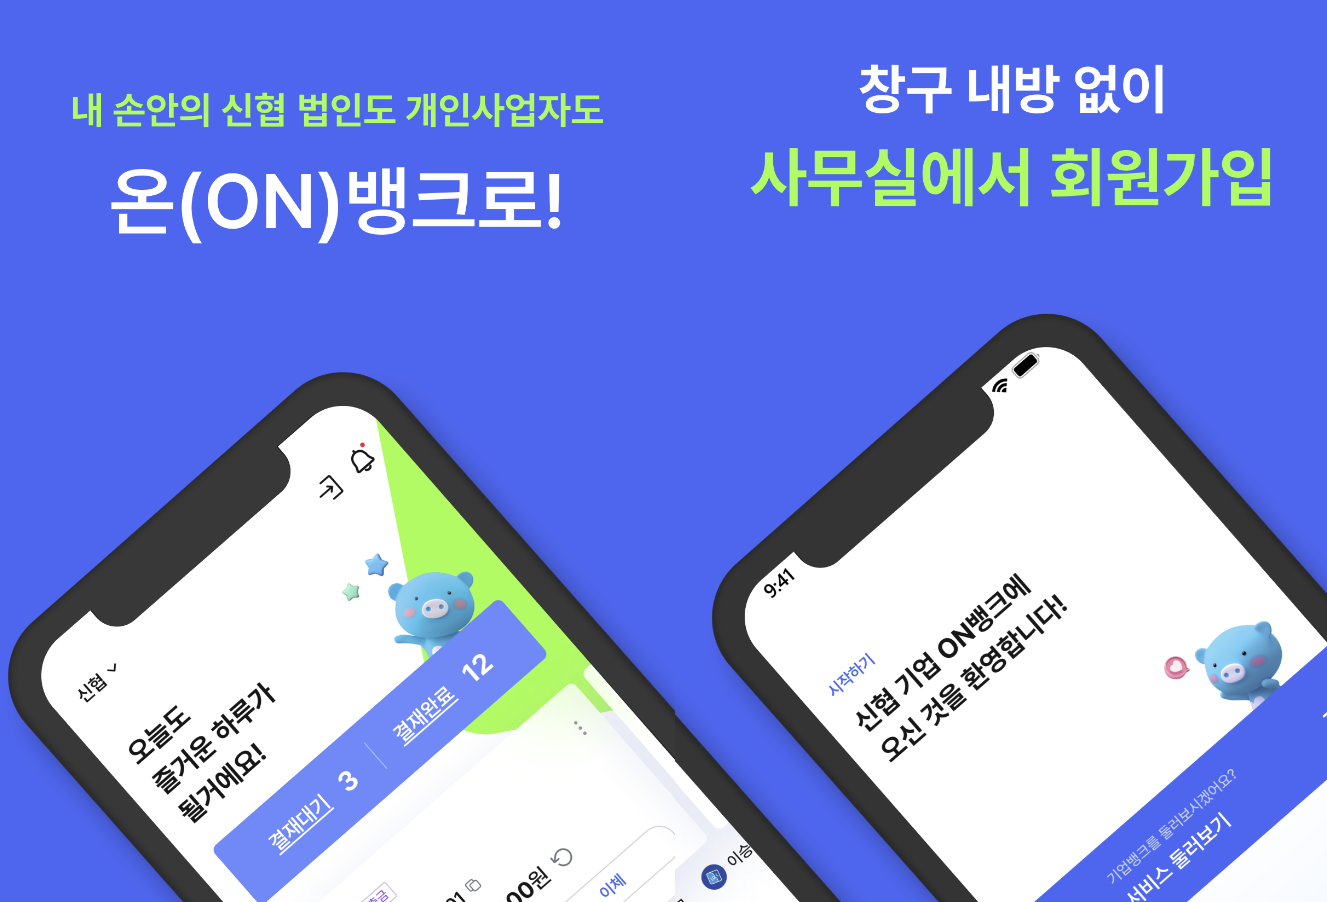 내 손안의 신협 법인도 개인사업자도
온(ON)뱅크로!
신협
오늘도
즐거운 하루가
될거예요!
결재대기 3
결재완료 12
00원
이체
이승
창구 내방 없이
사무실에서 회원가입
9:41
시작하기
신협 기업 ON뱅크에
오신 것을 환영합니다!
기업뱅크를 둘러보시겠어요?
서비스 둘러보기